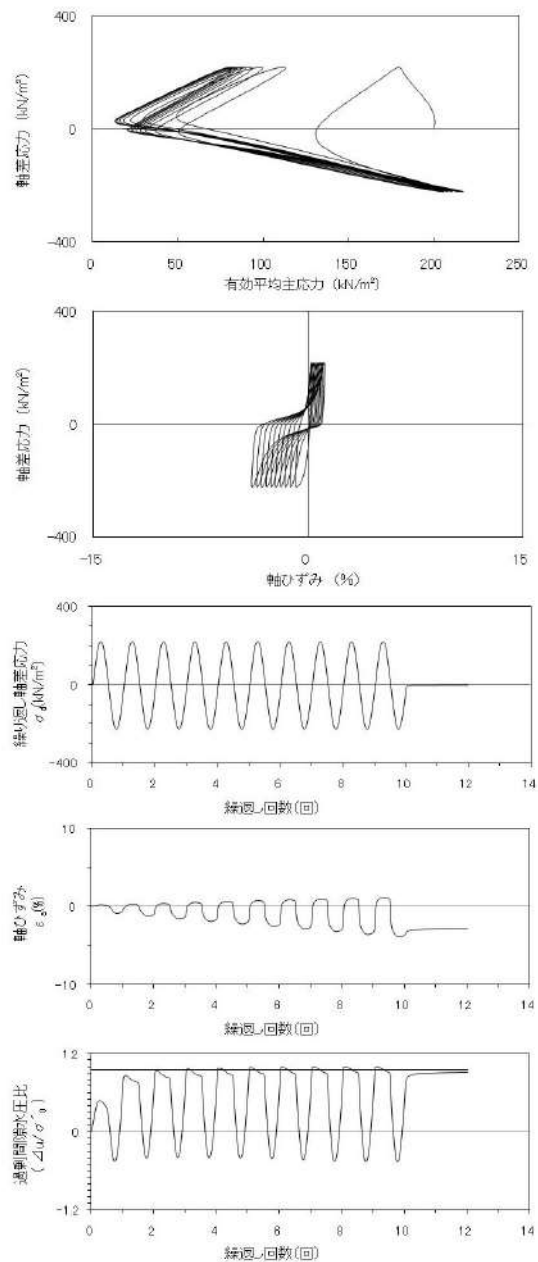 400
0
-400
軸差応力 (kN/m²)
0 50 100 150 200 250
有効平均主応力 (kN/m²)
400
0
-400
軸差応力 (kN/m²)
-15 0 15
軸ひずみ (%)
400
0
-400
繰り返し軸差応力
σd(kN/m²)
0 2 4 6 8 10 12 14
繰返し回数(回)
10
0
-10
軸ひずみ
εa(%)
0 2 4 6 8 10 12 14
繰返し回数(回)
1.2
0
-1.2
過剰間隙水圧比
(Δu/σ'0)
0 2 4 6 8 10 12 14
繰返し回数(回)